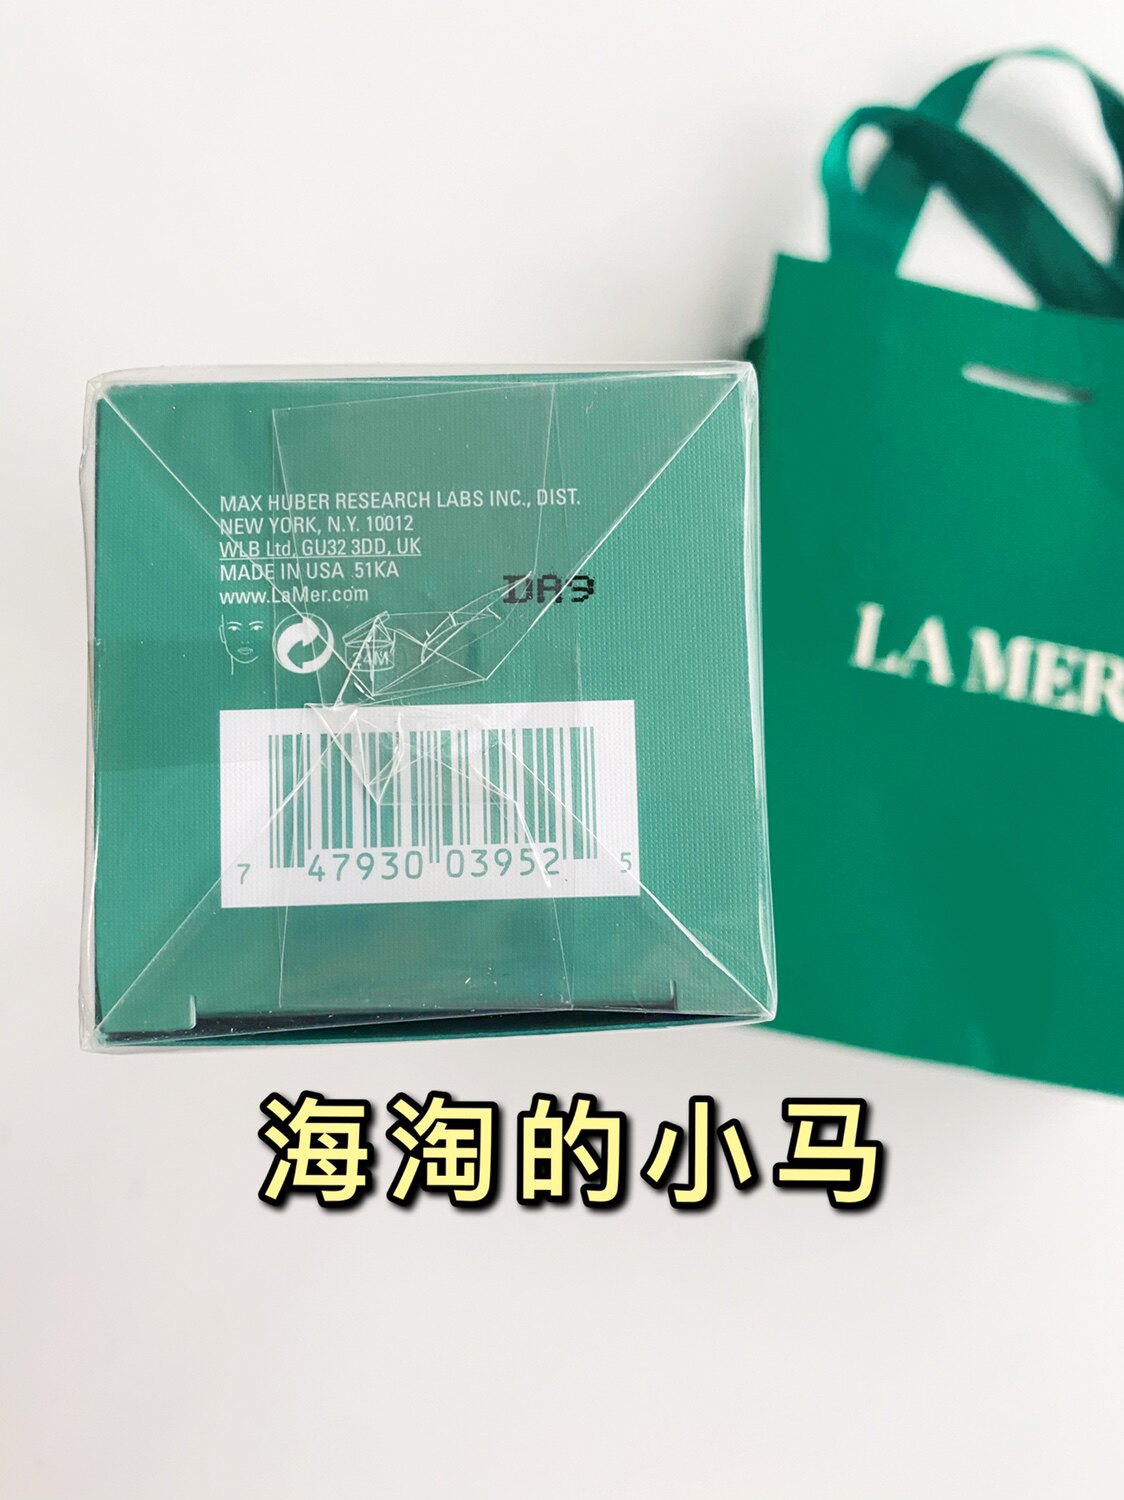 MAX HUBER RESEARCH LABS INC., DIST.
NEW YORK, N.Y. 10012
WLB Ltd, GU32 3DD, UK
MADE IN USA 51KA
www.LaMer.com
DA9
24M
7 47930 03952 5
LA MER
海淘的小马